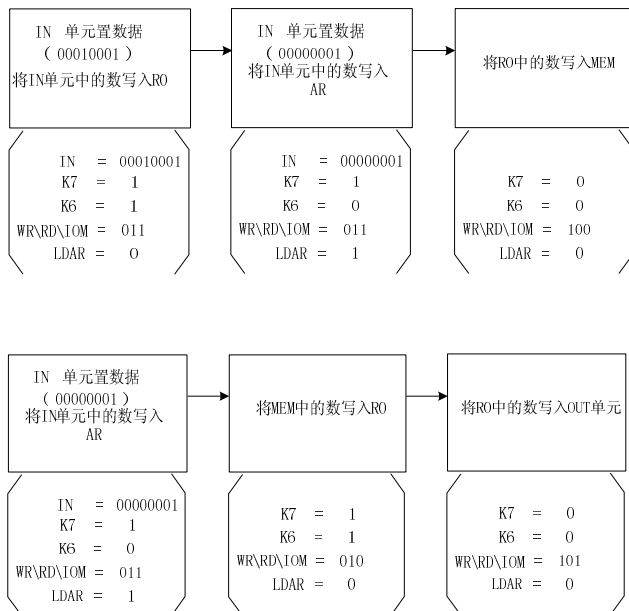 IN 单元置数据
( 00010001 )
将IN单元中的数写入RO
IN 单元置数据
( 00000001 )
将IN单元中的数写入
AR
将RO中的数写入MEM
IN = 00010001
K7 = 1
K6 = 1
WR\RD\IOM = 011
LDAR = 0
IN = 00000001
K7 = 1
K6 = 0
WR\RD\IOM = 011
LDAR = 1
K7 = 0
K6 = 0
WR\RD\IOM = 100
LDAR = 0
IN 单元置数据
( 00000001 )
将IN单元中的数写入
AR
将MEM中的数写入RO
将RO中的数写入OUT单元
IN = 00000001
K7 = 1
K6 = 0
WR\RD\IOM = 011
LDAR = 1
K7 = 1
K6 = 1
WR\RD\IOM = 010
LDAR = 0
K7 = 0
K6 = 0
WR\RD\IOM = 101
LDAR = 0